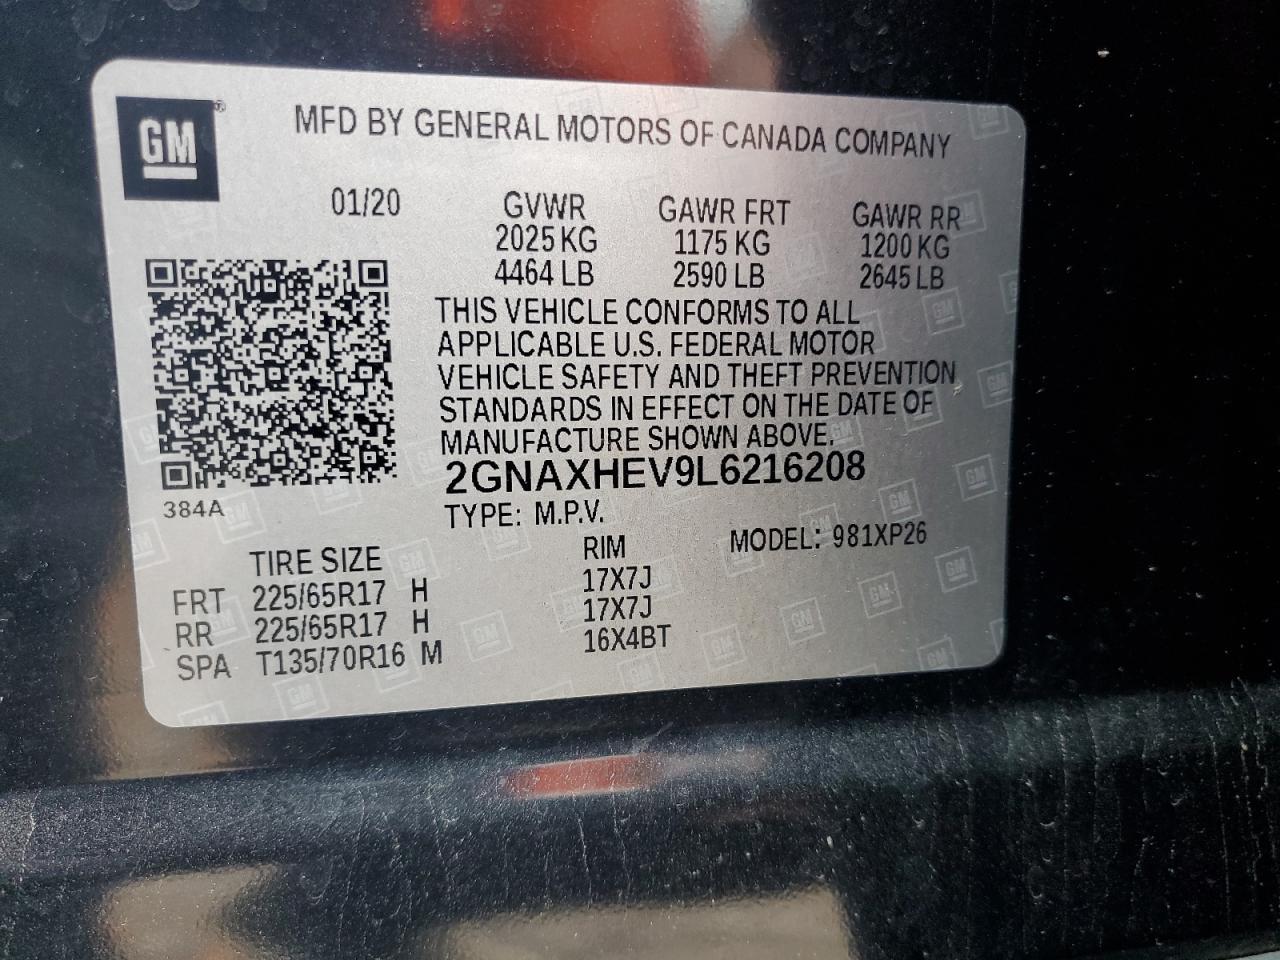 GM®
MFD BY GENERAL MOTORS OF CANADA COMPANY
01/20 GVWR GAWR FRT GAWR RR
2025 KG 1175 KG 1200 KG
4464 LB 2590 LB 2645 LB
THIS VEHICLE CONFORMS TO ALL
APPLICABLE U.S. FEDERAL MOTOR
VEHICLE SAFETY AND THEFT PREVENTION
STANDARDS IN EFFECT ON THE DATE OF
MANUFACTURE SHOWN ABOVE.
2GNAXHEV9L6216208
384A
TYPE: M.P.V.
TIRE SIZE RIM MODEL: 981XP26
FRT 225/65R17 H 17X7J
RR 225/65R17 H 17X7J
SPA T135/70R16 M 16X4BT